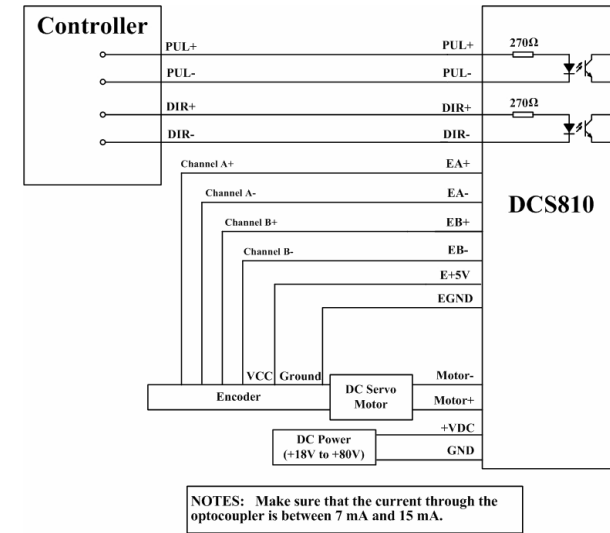 Controller
PUL+ PUL+ 270Ω
PUL- PUL-
DIR+ DIR+ 270Ω
DIR- DIR-
Channel A+ EA+
Channel A- EA-
DCS810
Channel B+ EB+
Channel B- EB-
E+5V
EGND
VCC Ground
Encoder
DC Servo
Motor
Motor-
Motor+
+VDC
GND
DC Power
(+18V to +80V)
NOTES: Make sure that the current through the
optocoupler is between 7 mA and 15 mA.